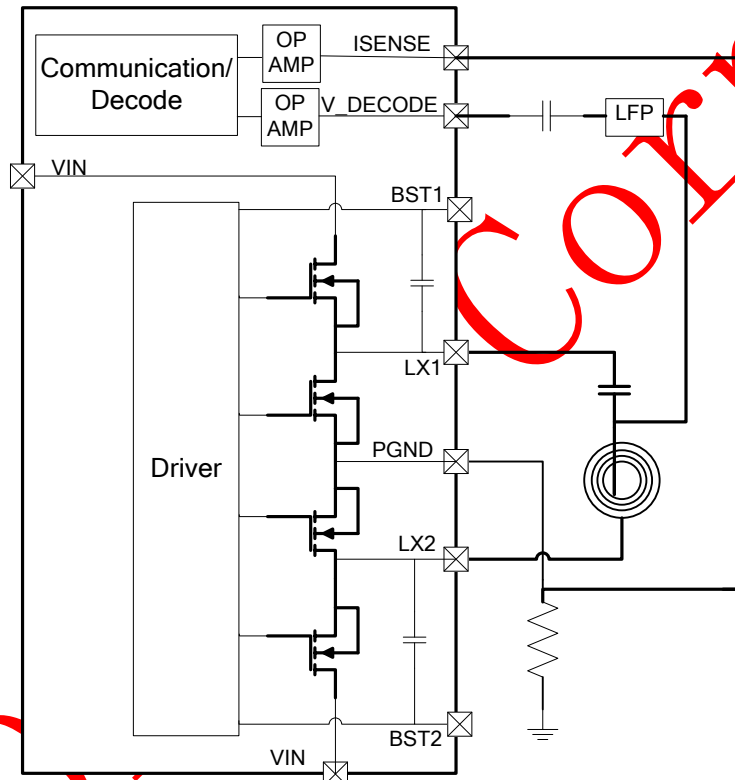 Communication/
Decode
OP
AMP
ISENSE
OP
AMP
V_DECODE
LFP
VIN
BST1
LX1
PGND
Driver
LX2
BST2
VIN